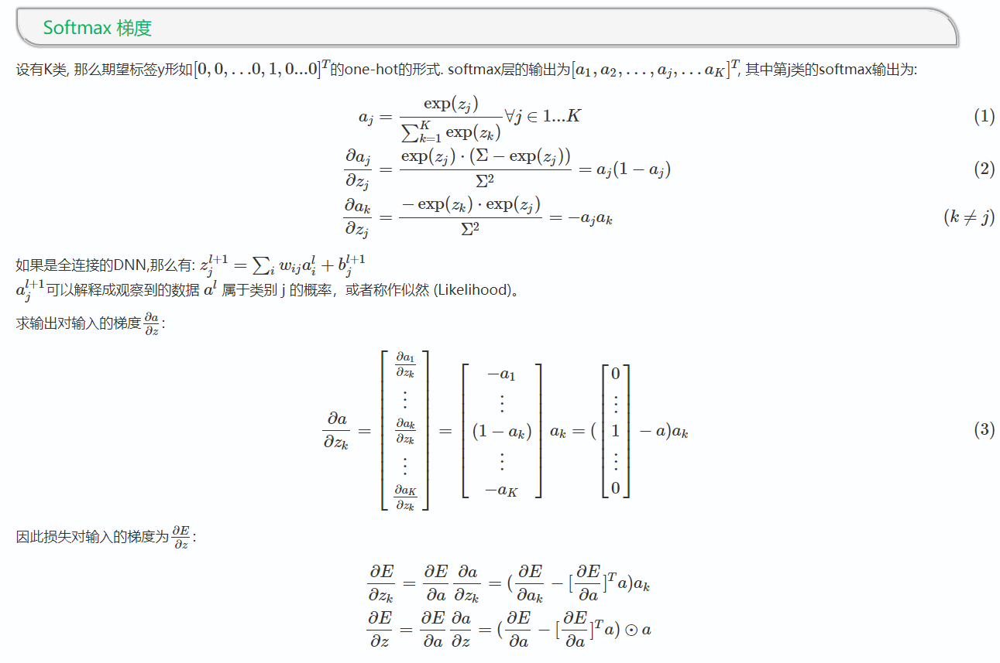 Softmax 梯度
设有K类, 那么期望标签y形如$[0, 0, \ldots 0, 1, 0 ... 0]^T$的one-hot的形式. softmax层的输出为$[a_1, a_2, \ldots, a_j, \ldots a_K]^T$, 其中第j类的softmax输出为:
$a_j = \frac{\exp(z_j)}{\sum_{k=1}^{K} \exp(z_k)} \forall j \in 1...K$ (1)
$\frac{\partial a_j}{\partial z_j} = \frac{\exp(z_j) \cdot (\Sigma - \exp(z_j))}{\Sigma^2} = a_j(1 - a_j)$ (2)
$\frac{\partial a_k}{\partial z_j} = \frac{-\exp(z_k) \cdot \exp(z_j)}{\Sigma^2} = -a_j a_k$ $(k \neq j)$
如果是全连接的DNN,那么有: $z_j^{l+1} = \sum_i w_{ij} a_i^l + b_j^{l+1}$
$a_j^{l+1}$可以解释成观察到的数据 $a^l$ 属于类别 j 的概率，或者称作似然 (Likelihood)。
求输出对输入的梯度$\frac{\partial a}{\partial z}$:
$\frac{\partial a}{\partial z_k} = \begin{bmatrix} \frac{\partial a_1}{\partial z_k} \\ \vdots \\ \frac{\partial a_k}{\partial z_k} \\ \vdots \\ \frac{\partial a_K}{\partial z_k} \end{bmatrix} = \begin{bmatrix} -a_1 \\ \vdots \\ (1 - a_k) \\ \vdots \\ -a_K \end{bmatrix} a_k = (\begin{bmatrix} 0 \\ \vdots \\ 1 \\ \vdots \\ 0 \end{bmatrix} - a) a_k$ (3)
因此损失对输入的梯度为$\frac{\partial E}{\partial z}$:
$\frac{\partial E}{\partial z_k} = \frac{\partial E}{\partial a} \frac{\partial a}{\partial z_k} = (\frac{\partial E}{\partial a_k} - [\frac{\partial E}{\partial a}]^T a) a_k$
$\frac{\partial E}{\partial z} = \frac{\partial E}{\partial a} \frac{\partial a}{\partial z} = (\frac{\partial E}{\partial a} - [\frac{\partial E}{\partial a}]^T a) \odot a$